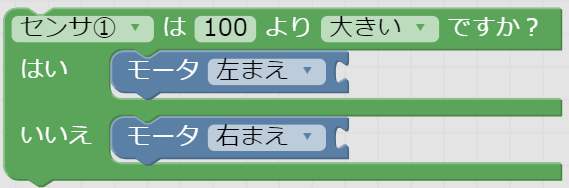 センサ① は 100 より 大きい ですか？
はい モータ 左まえ
いいえ モータ 右まえ